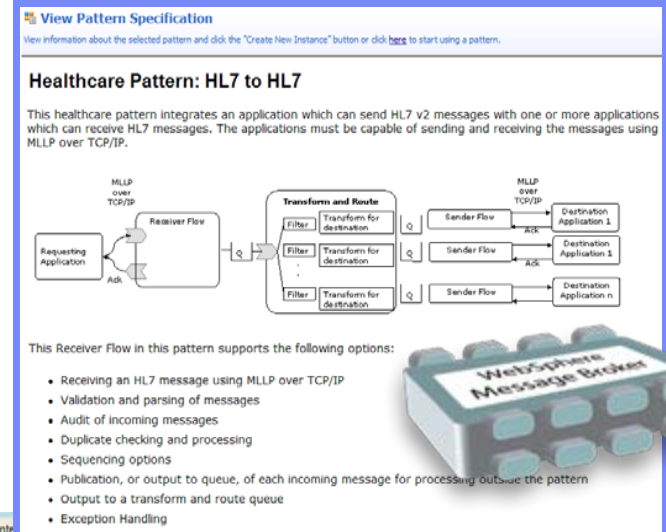 View Pattern Specification
View information about the selected pattern and click the "Create New Instance" button or click here to start using a pattern.
Healthcare Pattern: HL7 to HL7
This healthcare pattern integrates an application which can send HL7 v2 messages with one or more applications
which can receive HL7 messages. The applications must be capable of sending and receiving the messages using
MLLP over TCP/IP.
MLLP
over
TCP/IP
Requesting
Application
Ack
Receiver Flow
Q
Transform and Route
Filter
Transform for
destination
Filter
Transform for
destination
Filter
Transform for
destination
Q
Q
Q
Sender Flow
Sender Flow
Sender Flow
MLLP
over
TCP/IP
Ack
Ack
Destination
Application 1
Destination
Application 1
Destination
Application n
This Receiver Flow in this pattern supports the following options:
• Receiving an HL7 message using MLLP over TCP/IP
• Validation and parsing of messages
• Audit of incoming messages
• Duplicate checking and processing
• Sequencing options
• Publication, or output to queue, of each incoming message for processing outside the pattern
• Output to a transform and route queue
• Exception Handling
WebSphere
Message Broker